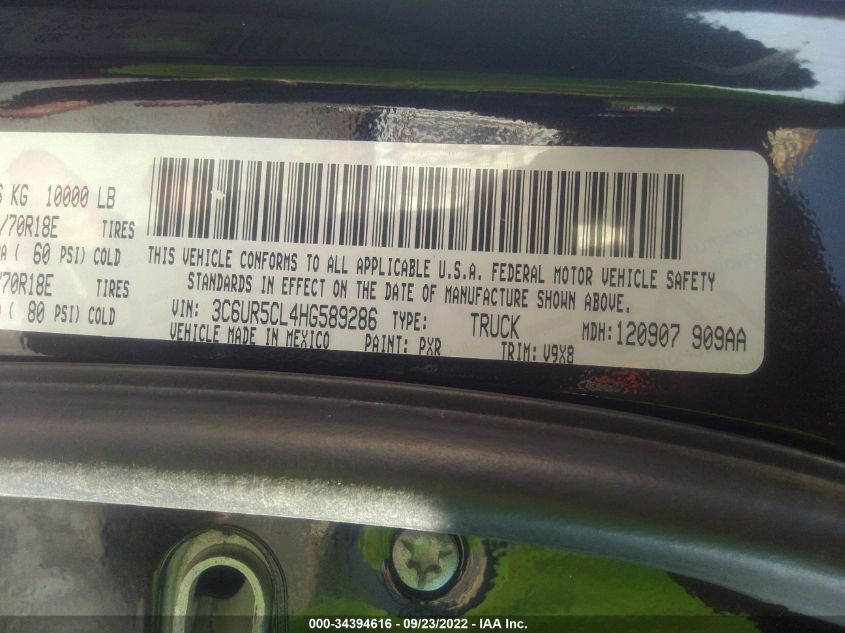 KG 10000 LB
/70R18E TIRES
( 60 PSI) COLD
/70R18E TIRES
( 80 PSI) COLD
THIS VEHICLE CONFORMS TO ALL APPLICABLE U.S.A. FEDERAL MOTOR VEHICLE SAFETY
STANDARDS IN EFFECT ON THE DATE OF MANUFACTURE SHOWN ABOVE.
VIN: 3C6UR5CL4HG589286 TYPE: TRUCK MDH:120907 909AA
VEHICLE MADE IN MEXICO PAINT: PXR TRIM: V9X8
000-34394616 - 09/23/2022 - IAA Inc.